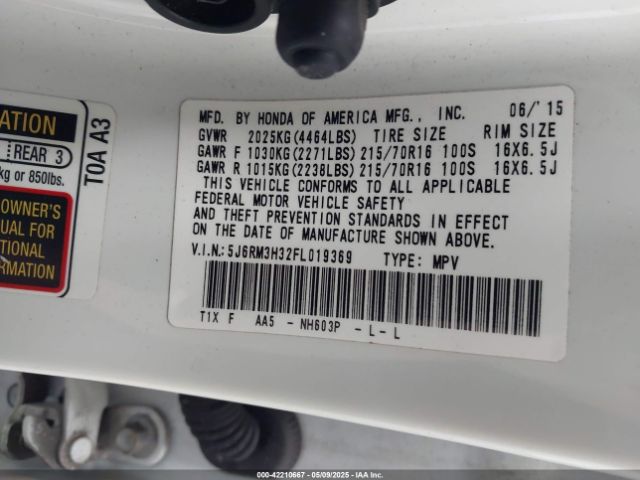 MFD. BY HONDA OF AMERICA MFG., INC. 06/'15
GVWR 2025KG(4464LBS) TIRE SIZE RIM SIZE
GAWR F 1030KG(2271LBS) 215/70R16 100S 16X6.5J
GAWR R 1015KG(2238LBS) 215/70R16 100S 16X6.5J
THIS VEHICLE CONFORMS TO ALL APPLICABLE
FEDERAL MOTOR VEHICLE SAFETY
AND THEFT PREVENTION STANDARDS IN EFFECT
ON THE DATE OF MANUFACTURE SHOWN ABOVE.
V.I.N.:5J6RM3H32FL019369 TYPE: MPV
T1X F AA5 - NH603P - L - L
ATION
REAR 3
kg or 850lbs.
OWNER'S
UAL FOR
TIONAL
RMATION
T0A A3
000-42210667 - 05/09/2025 - IAA Inc.